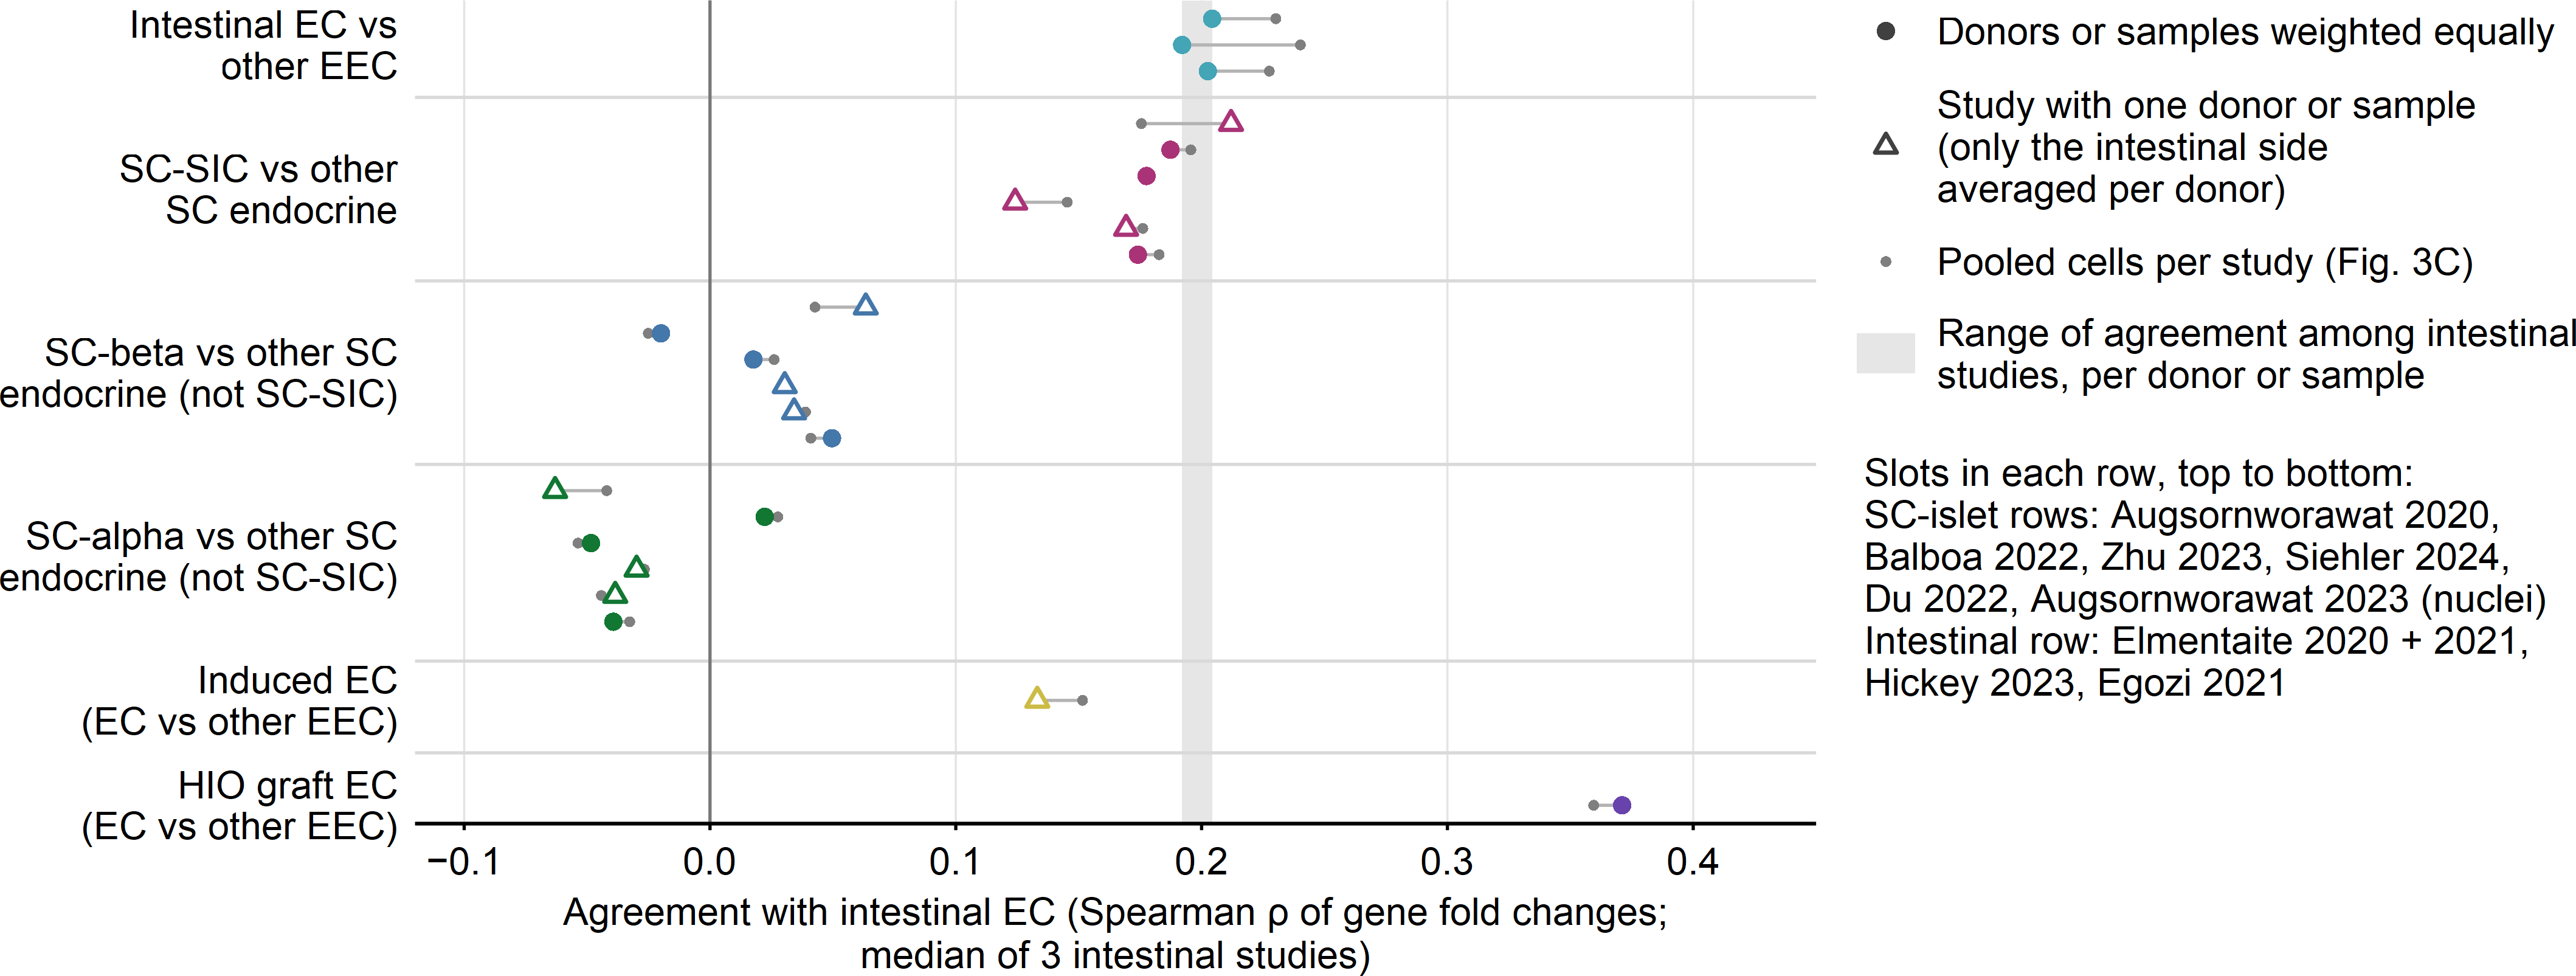 Intestinal EC vs
other EEC
SC-SIC vs other
SC endocrine
SC-beta vs other SC
endocrine (not SC-SIC)
SC-alpha vs other SC
endocrine (not SC-SIC)
Induced EC
(EC vs other EEC)
HIO graft EC
(EC vs other EEC)
−0.1 0.0 0.1 0.2 0.3 0.4
Agreement with intestinal EC (Spearman ρ of gene fold changes;
median of 3 intestinal studies)
Donors or samples weighted equally
Study with one donor or sample
(only the intestinal side
averaged per donor)
Pooled cells per study (Fig. 3C)
Range of agreement among intestinal
studies, per donor or sample
Slots in each row, top to bottom:
SC-islet rows: Augsornworawat 2020,
Balboa 2022, Zhu 2023, Siehler 2024,
Du 2022, Augsornworawat 2023 (nuclei)
Intestinal row: Elmentaite 2020 + 2021,
Hickey 2023, Egozi 2021